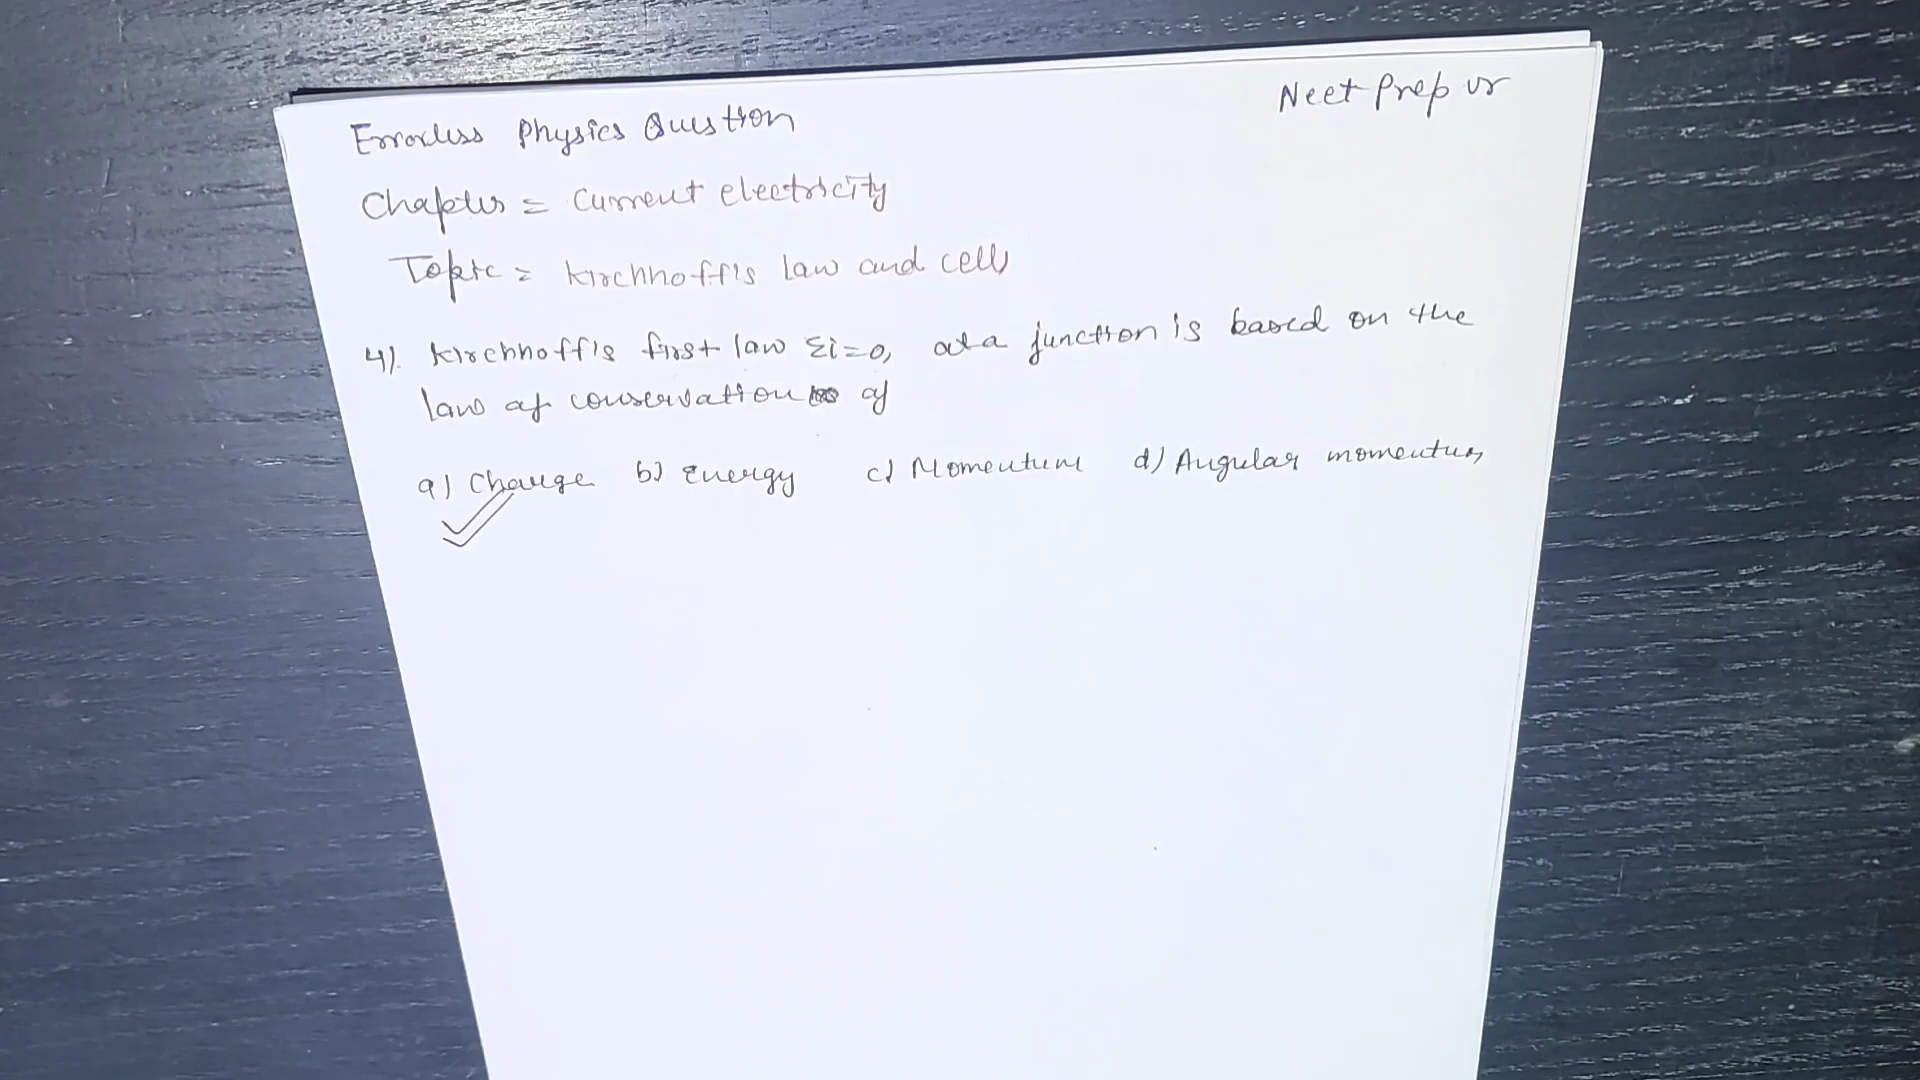 Errorless Physics Question
Neet Prep vr
Chapter = Current electricity
Topic = Kirchhoff's law and cells
4). Kirchhoff's first law Σi=0, at a junction is based on the
law of conservation of
a) Charge b) Energy c) Momentum d) Angular momentum